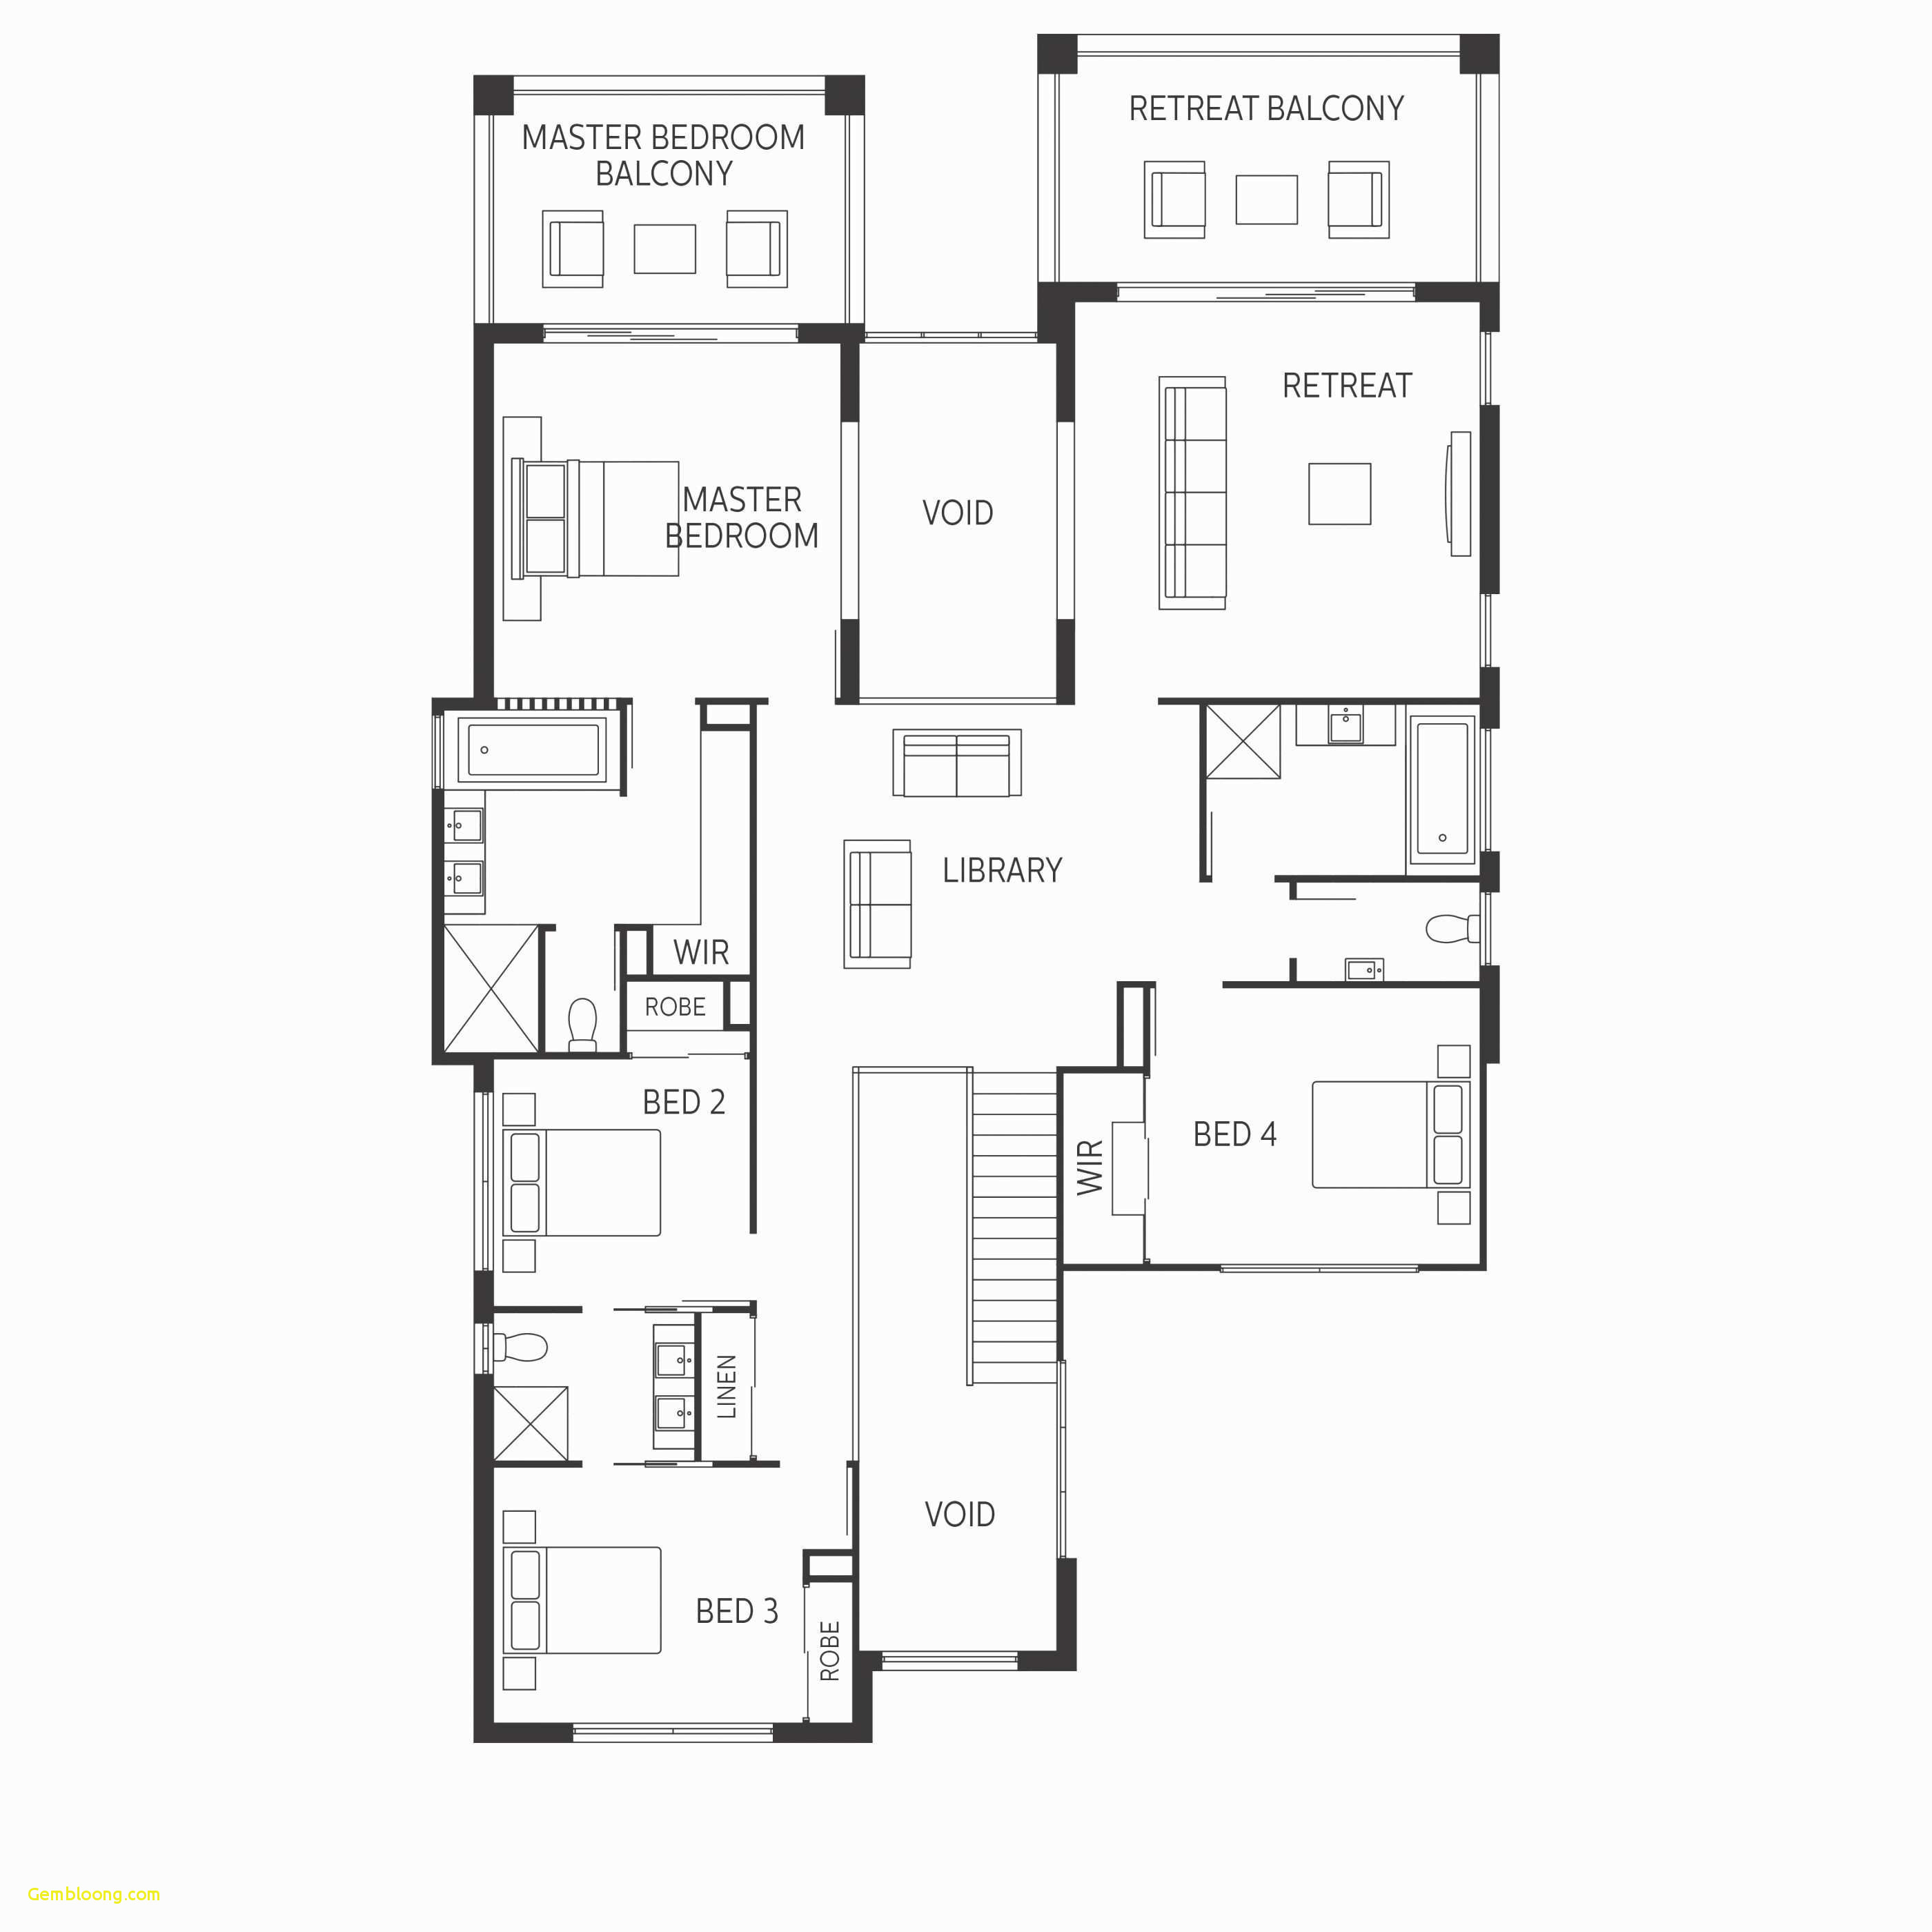 RETREAT BALCONY
MASTER BEDROOM
BALCONY
RETREAT
MASTER
BEDROOM
VOID
LIBRARY
WIR
ROBE
BED 2
BED 4
WIR
LINEN
VOID
BED 3
ROBE
Gembloong.com